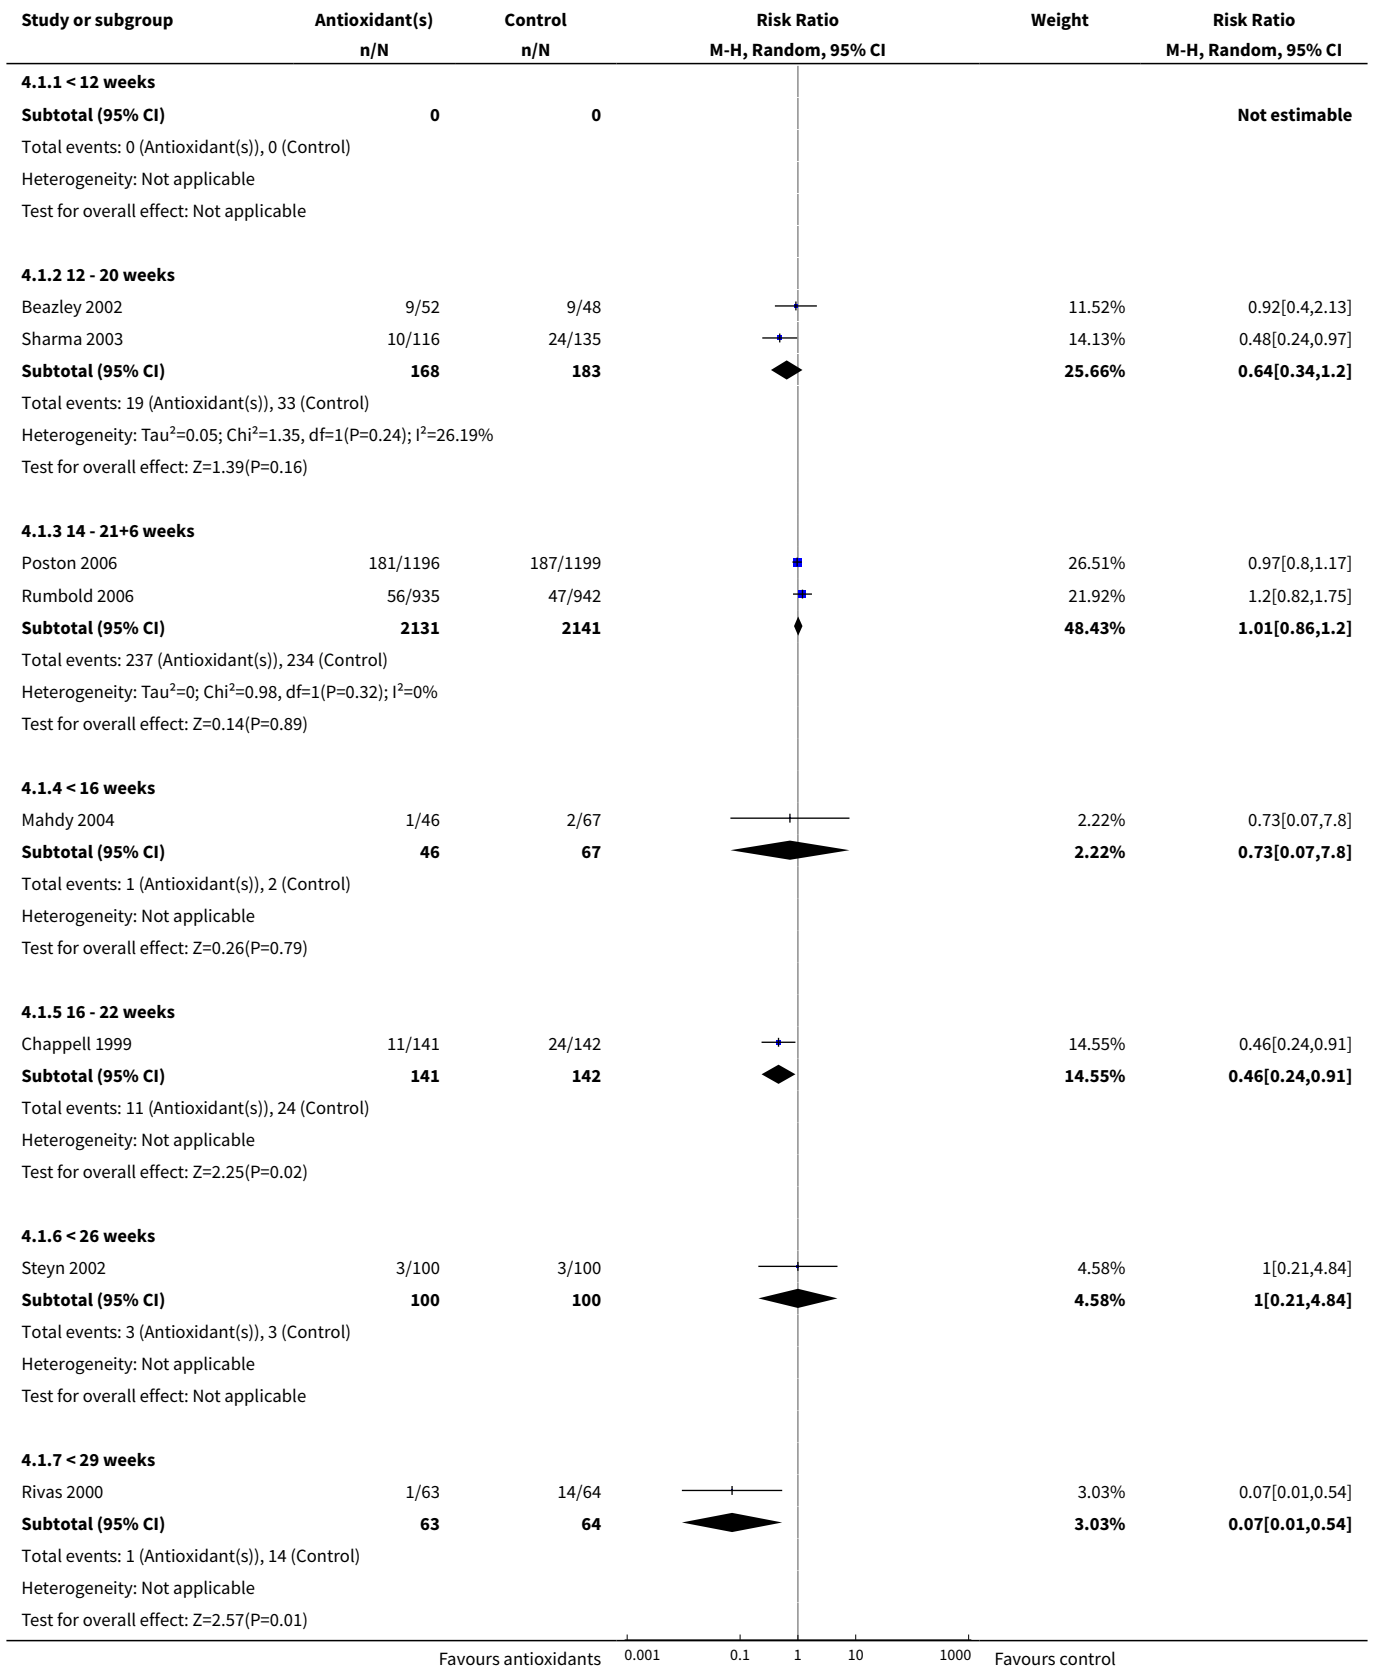 Study or subgroup Antioxidant(s) Control Risk Ratio Weight Risk Ratio
n/N n/N M-H, Random, 95% CI M-H, Random, 95% CI
4.1.1 < 12 weeks
Subtotal (95% CI) 0 0 Not estimable
Total events: 0 (Antioxidant(s)), 0 (Control)
Heterogeneity: Not applicable
Test for overall effect: Not applicable
4.1.2 12 - 20 weeks
Beazley 2002 9/52 9/48 11.52% 0.92[0.4,2.13]
Sharma 2003 10/116 24/135 14.13% 0.48[0.24,0.97]
Subtotal (95% CI) 168 183 25.66% 0.64[0.34,1.2]
Total events: 19 (Antioxidant(s)), 33 (Control)
Heterogeneity: Tau²=0.05; Chi²=1.35, df=1(P=0.24); I²=26.19%
Test for overall effect: Z=1.39(P=0.16)
4.1.3 14 - 21+6 weeks
Poston 2006 181/1196 187/1199 26.51% 0.97[0.8,1.17]
Rumbold 2006 56/935 47/942 21.92% 1.2[0.82,1.75]
Subtotal (95% CI) 2131 2141 48.43% 1.01[0.86,1.2]
Total events: 237 (Antioxidant(s)), 234 (Control)
Heterogeneity: Tau²=0; Chi²=0.98, df=1(P=0.32); I²=0%
Test for overall effect: Z=0.14(P=0.89)
4.1.4 < 16 weeks
Mahdy 2004 1/46 2/67 2.22% 0.73[0.07,7.8]
Subtotal (95% CI) 46 67 2.22% 0.73[0.07,7.8]
Total events: 1 (Antioxidant(s)), 2 (Control)
Heterogeneity: Not applicable
Test for overall effect: Z=0.26(P=0.79)
4.1.5 16 - 22 weeks
Chappell 1999 11/141 24/142 14.55% 0.46[0.24,0.91]
Subtotal (95% CI) 141 142 14.55% 0.46[0.24,0.91]
Total events: 11 (Antioxidant(s)), 24 (Control)
Heterogeneity: Not applicable
Test for overall effect: Z=2.25(P=0.02)
4.1.6 < 26 weeks
Steyn 2002 3/100 3/100 4.58% 1[0.21,4.84]
Subtotal (95% CI) 100 100 4.58% 1[0.21,4.84]
Total events: 3 (Antioxidant(s)), 3 (Control)
Heterogeneity: Not applicable
Test for overall effect: Not applicable
4.1.7 < 29 weeks
Rivas 2000 1/63 14/64 3.03% 0.07[0.01,0.54]
Subtotal (95% CI) 63 64 3.03% 0.07[0.01,0.54]
Total events: 1 (Antioxidant(s)), 14 (Control)
Heterogeneity: Not applicable
Test for overall effect: Z=2.57(P=0.01)
Favours antioxidants 0.001 0.1 1 10 1000 Favours control